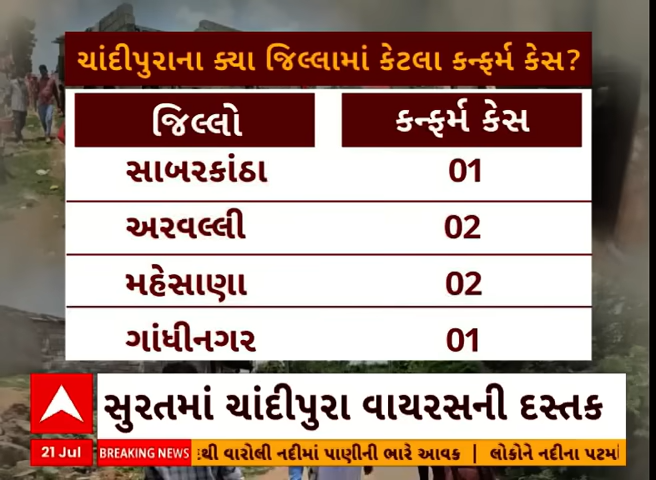 ચાંદીપુરાના ક્યા જિલ્લામાં કેટલા કન્ફર્મ કેસ?
જિલ્લો કન્ફર્મ કેસ
સાબરકાંઠા 01
અરવલ્લી 02
મહેસાણા 02
ગાંધીનગર 01
સુરતમાં ચાંદીપુરા વાયરસની દસ્તક
21 Jul BREAKING NEWS થી વારોલી નદીમાં પાણીની ભારે આવક | લોકોને નદીના